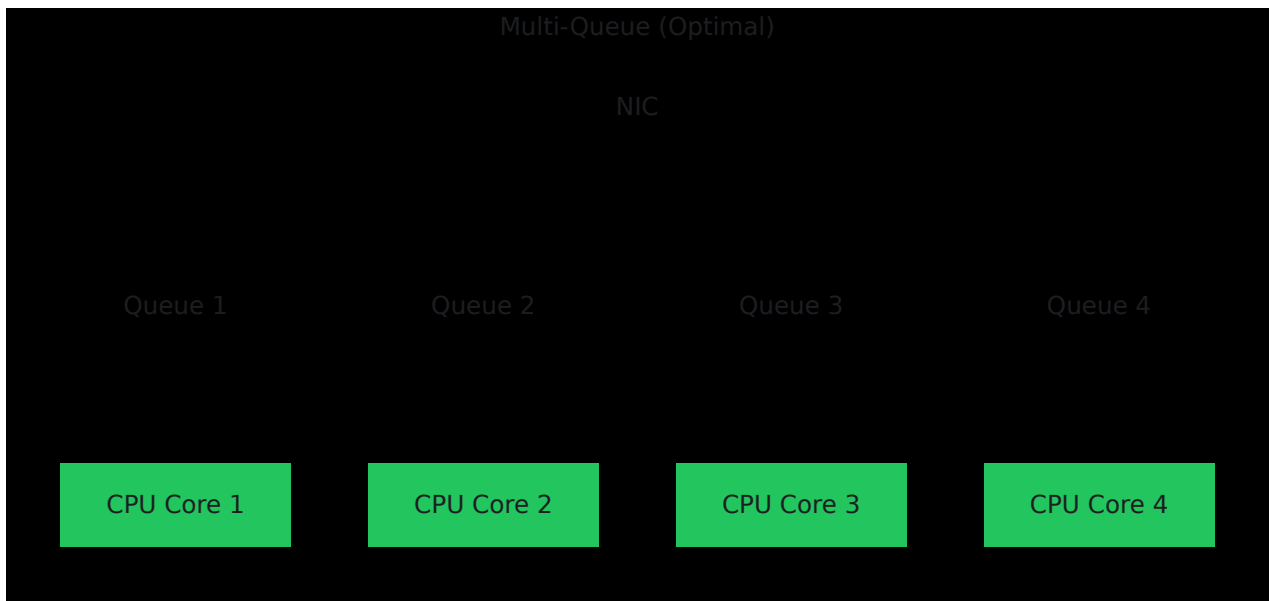 Multi-Queue (Optimal)
NIC
Queue 1 Queue 2 Queue 3 Queue 4
CPU Core 1 CPU Core 2 CPU Core 3 CPU Core 4